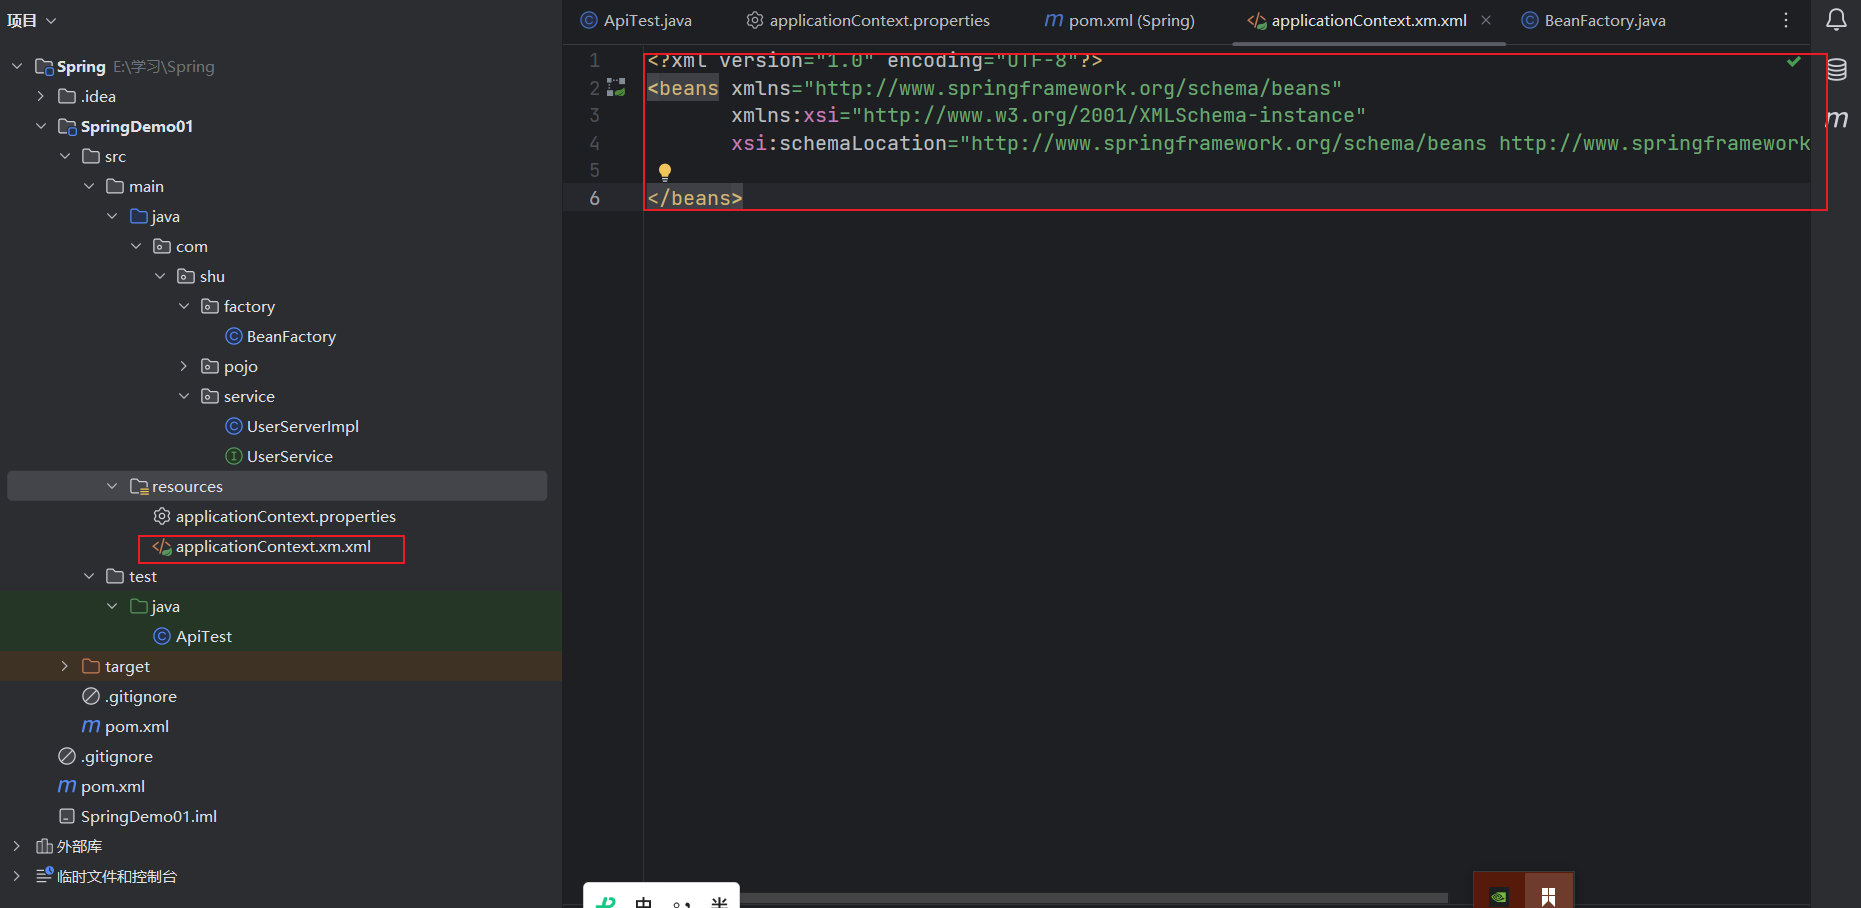 项目
Spring E:\学习\Spring
.idea
SpringDemo01
src
main
java
com
shu
factory
BeanFactory
pojo
service
UserServerImpl
UserService
resources
applicationContext.properties
applicationContext.xm.xml
test
java
ApiTest
target
.gitignore
pom.xml
.gitignore
pom.xml
SpringDemo01.iml
外部库
临时文件和控制台
ApiTest.java applicationContext.properties pom.xml (Spring) applicationContext.xm.xml BeanFactory.java
1 <?xml version="1.0" encoding="UTF-8"?>
2 <beans xmlns="http://www.springframework.org/schema/beans"
3 xmlns:xsi="http://www.w3.org/2001/XMLSchema-instance"
4 xsi:schemaLocation="http://www.springframework.org/schema/beans http://www.springframework
5
6 </beans>
中 半